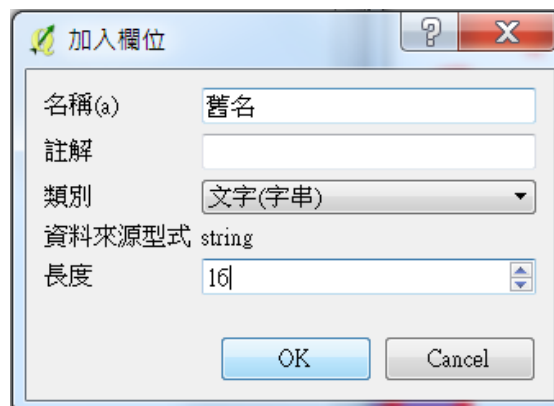 加入欄位
名稱(a) 舊名
註解
類別 文字(字串)
資料來源型式 string
長度 16
OK Cancel